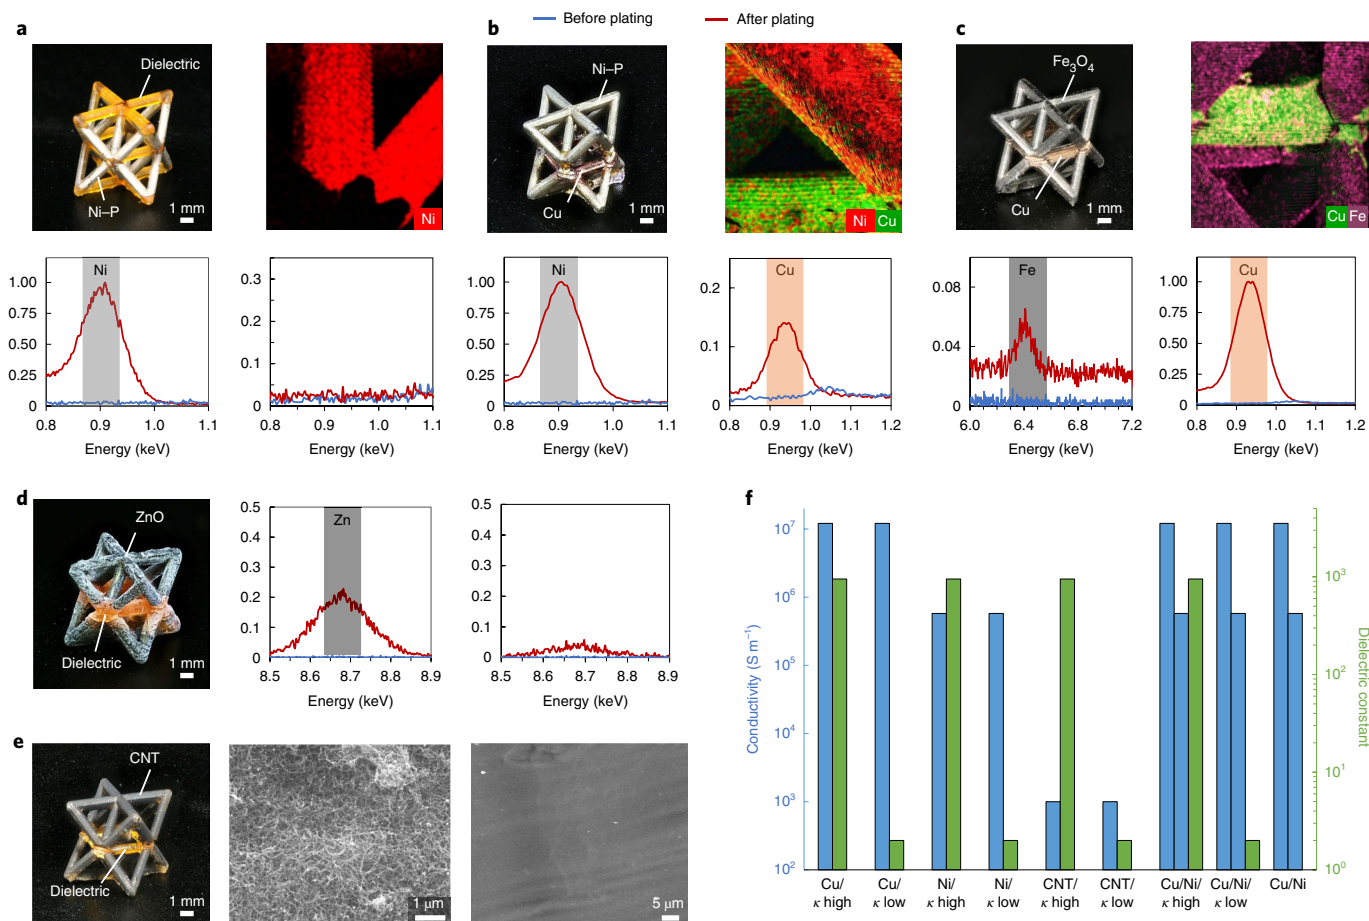 Before plating
After plating
a
Dielectric
Ni–P
1 mm
Ni
b
Ni–P
Cu
1 mm
Ni Cu
c
Fe3O4
Cu
1 mm
Cu Fe
Ni
1.00
0.75
0.50
0.25
0
0.8 0.9 1.0 1.1
Energy (keV)
0.3
0.2
0.1
0.1
0
0.8 0.9 1.0 1.1
Energy (keV)
Ni
1.00
0.75
0.50
0.25
0
0.8 0.9 1.0 1.1
Energy (keV)
Cu
0.2
0.1
0
0.8 0.9 1.0 1.1 1.2
Energy (keV)
Fe
0.08
0.04
0
6.0 6.4 6.8 7.2
Energy (keV)
Cu
1.00
0.75
0.50
0.25
0
0.8 0.9 1.0 1.1 1.2
Energy (keV)
d
ZnO
Dielectric
1 mm
Zn
0.5
0.4
0.3
0.2
0.1
0
8.5 8.6 8.7 8.8 8.9
Energy (keV)
0.5
0.4
0.3
0.2
0.1
0
8.5 8.6 8.7 8.8 8.9
Energy (keV)
e
CNT
Dielectric
1 mm
1 μm
5 μm
f
Conductivity (S m–1)
10^7
10^6
10^5
10^4
10^3
10^2
Dielectric constant
10^3
10^2
10^1
10^0
Cu/ Cu/ Ni/ Ni/ CNT/ CNT/ Cu/Ni/ Cu/Ni/ Cu/Ni
κ high κ low κ high κ low κ high κ low κ high κ low